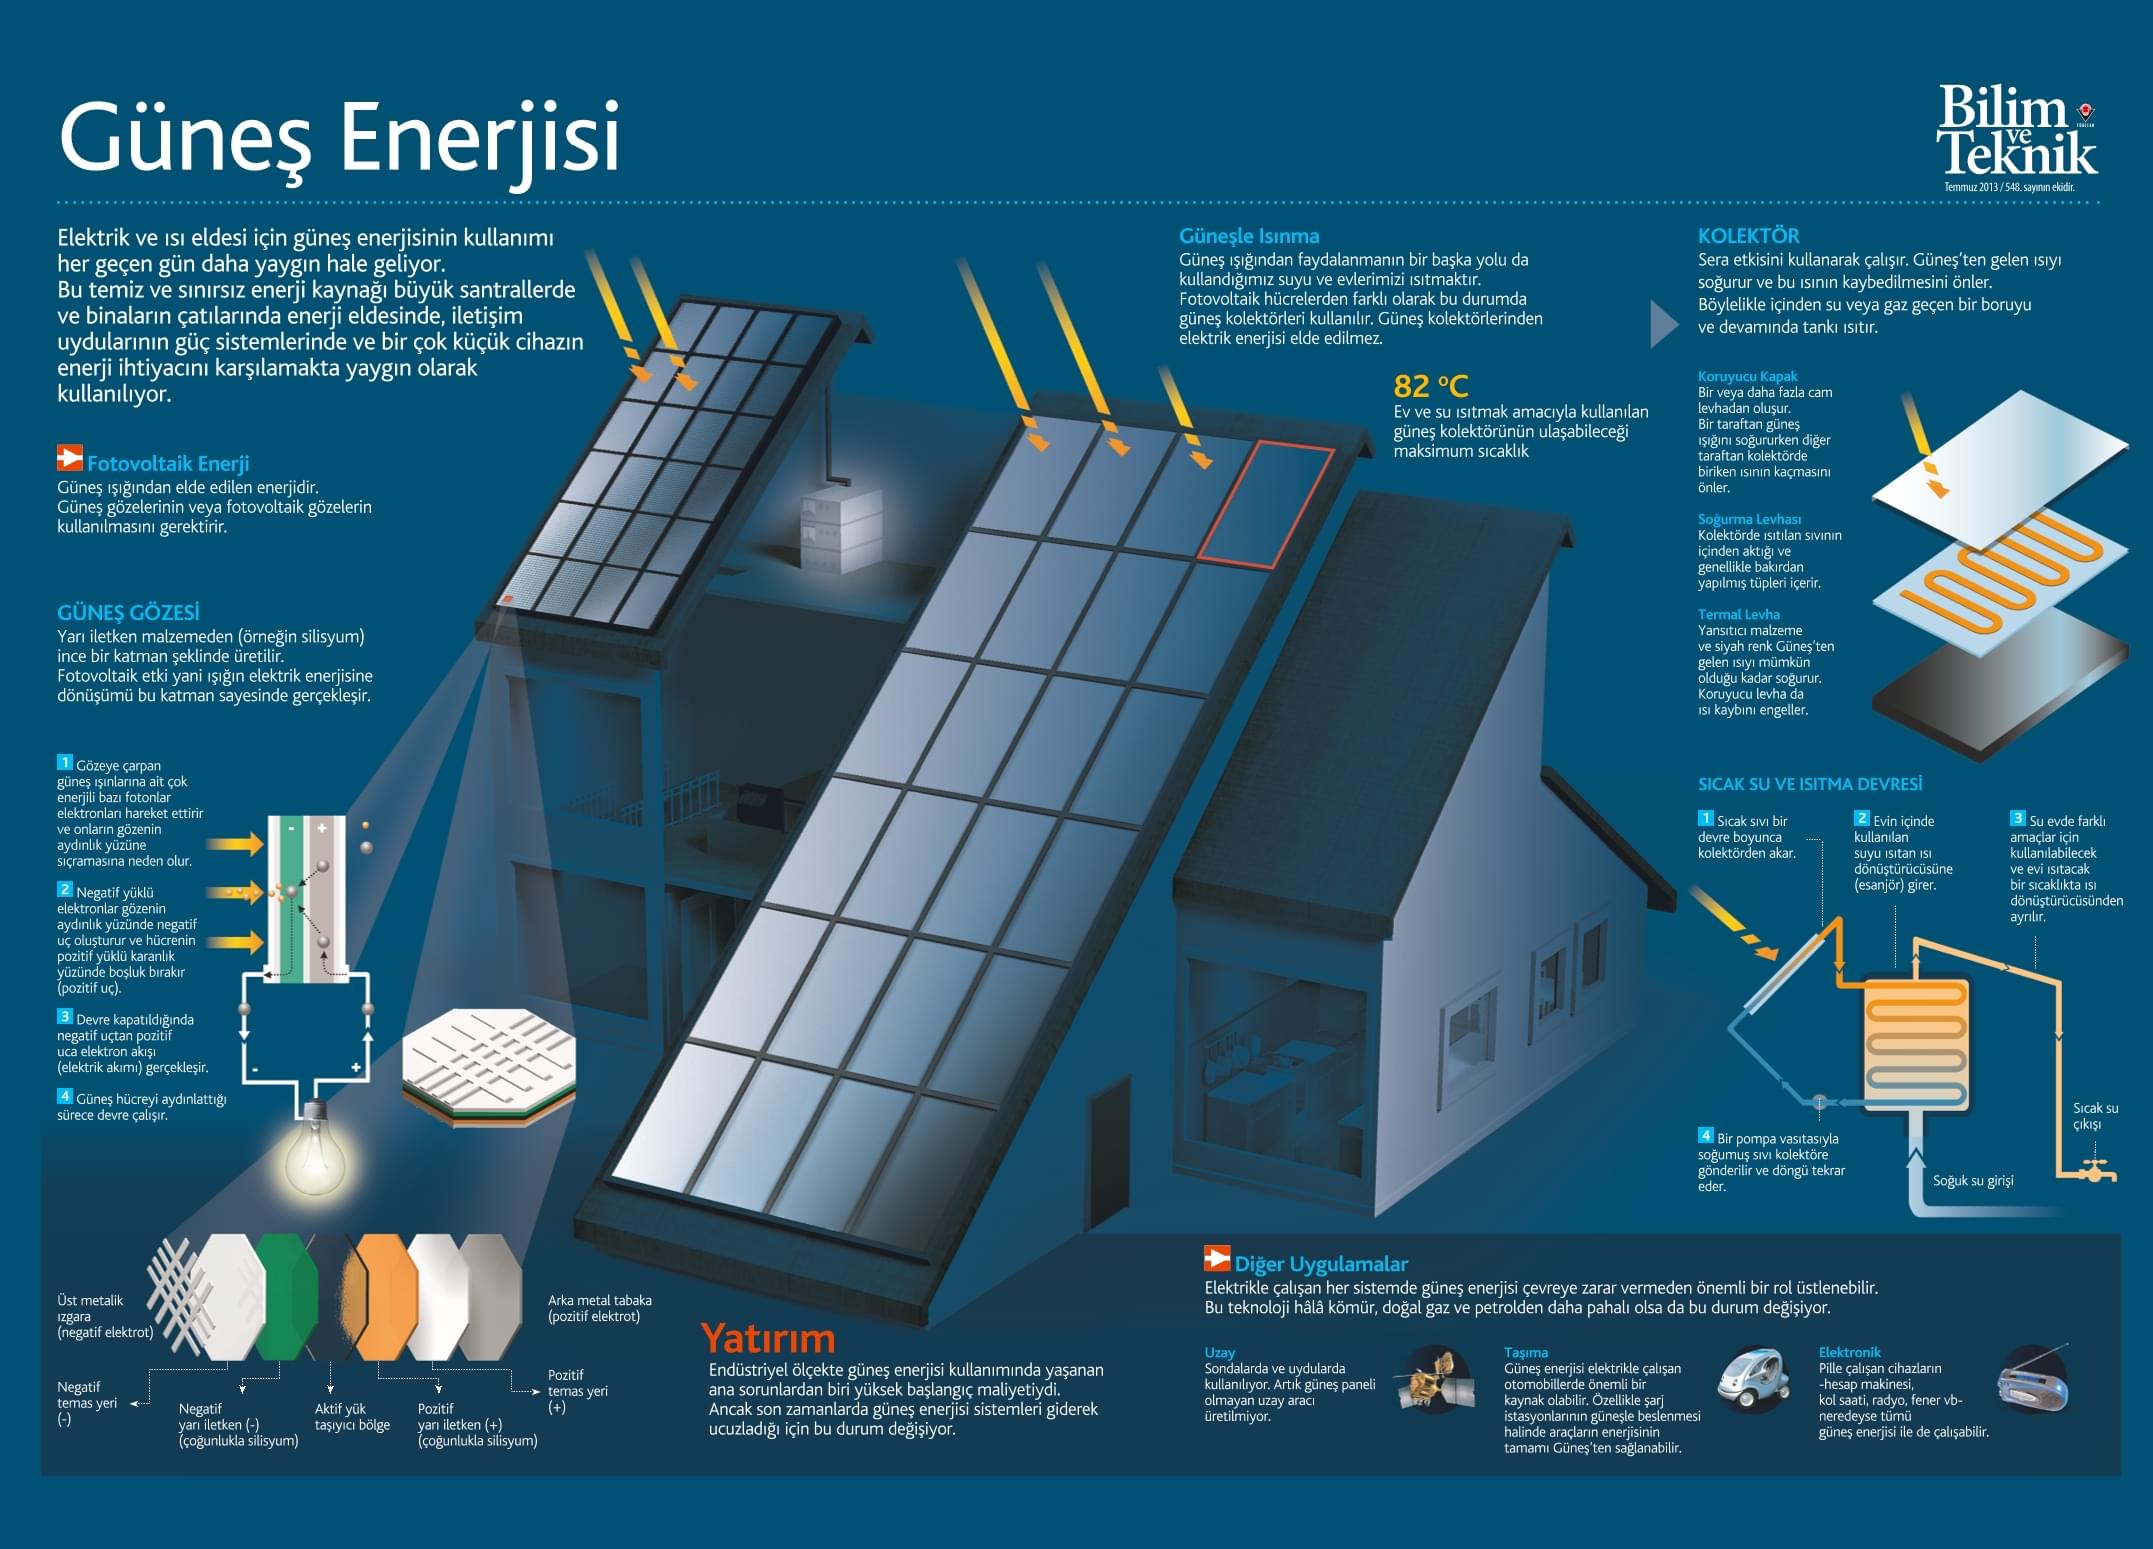 Güneş Enerjisi
Bilim
ve
Teknik
TÜBİTAK
Temmuz 2013 / 548. sayının ekidir.
Elektrik ve ısı eldesi için güneş enerjisinin kullanımı
her geçen gün daha yaygın hale geliyor.
Bu temiz ve sınırsız enerji kaynağı büyük santrallerde
ve binaların çatılarında enerji eldesinde, iletişim
uydularının güç sistemlerinde ve bir çok küçük cihazın
enerji ihtiyacını karşılamakta yaygın olarak
kullanılıyor.
Fotovoltaik Enerji
Güneş ışığından elde edilen enerjidir.
Güneş gözelerinin veya fotovoltaik gözelerin
kullanılmasını gerektirir.
GÜNEŞ GÖZESİ
Yarı iletken malzemeden (örneğin silisyum)
ince bir katman şeklinde üretilir.
Fotovoltaik etki yani ışığın elektrik enerjisine
dönüşümü bu katman sayesinde gerçekleşir.
1 Gözeye çarpan
güneş ışınlarına ait çok
enerjili bazı fotonlar
elektronları hareket ettirir
ve onların gözenin
aydınlık yüzüne
sıçramasına neden olur.
2 Negatif yüklü
elektronlar gözenin
aydınlık yüzünde negatif
uç oluşturur ve hücrenin
pozitif yüklü karanlık
yüzünde boşluk bırakır
(pozitif uç).
3 Devre kapatıldığında
negatif uçtan pozitif
uca elektron akışı
(elektrik akımı) gerçekleşir.
4 Güneş hücreyi aydınlattığı
sürece devre çalışır.
- +
- +
Üst metalik
ızgara
(negatif elektrot)
Negatif
temas yeri
(-)
Negatif
yarı iletken (-)
(çoğunlukla silisyum)
Aktif yük
taşıyıcı bölge
Pozitif
yarı iletken (+)
(çoğunlukla silisyum)
Arka metal tabaka
(pozitif elektrot)
Pozitif
temas yeri
(+)
Yatırım
Endüstriyel ölçekte güneş enerjisi kullanımında yaşanan
ana sorunlardan biri yüksek başlangıç maliyetiydi.
Ancak son zamanlarda güneş enerjisi sistemleri giderek
ucuzladığı için bu durum değişiyor.
Güneşle Isınma
Güneş ışığından faydalanmanın bir başka yolu da
kullandığımız suyu ve evlerimizi ısıtmaktır.
Fotovoltaik hücrelerden farklı olarak bu durumda
güneş kolektörleri kullanılır. Güneş kolektörlerinden
elektrik enerjisi elde edilmez.
82 ºC
Ev ve su ısıtmak amacıyla kullanılan
güneş kolektörünün ulaşabileceği
maksimum sıcaklık
KOLEKTÖR
Sera etkisini kullanarak çalışır. Güneş'ten gelen ısıyı
soğurur ve bu ısının kaybedilmesini önler.
Böylelikle içinden su veya gaz geçen bir boruyu
ve devamında tankı ısıtır.
Koruyucu Kapak
Bir veya daha fazla cam
levhadan oluşur.
Bir taraftan güneş
ışığını soğururken diğer
taraftan kolektörde
biriken ısının kaçmasını
önler.
Soğurma Levhası
Kolektörde ısıtılan sıvının
içinden aktığı ve
genellikle bakırdan
yapılmış tüpleri içerir.
Termal Levha
Yansıtıcı malzeme
ve siyah renk Güneş'ten
gelen ısıyı mümkün
olduğu kadar soğurur.
Koruyucu levha da
ısı kaybını engeller.
SICAK SU VE ISITMA DEVRESİ
1 Sıcak sıvı bir
devre boyunca
kolektörden akar.
2 Evin içinde
kullanılan
suyu ısıtan ısı
dönüştürücüsüne
(esanjör) girer.
3 Su evde farklı
amaçlar için
kullanılabilecek
ve evi ısıtacak
bir sıcaklıkta ısı
dönüştürücüsünden
ayrılır.
4 Bir pompa vasıtasıyla
soğumuş sıvı kolektöre
gönderilir ve döngü tekrar
eder.
Sıcak su
çıkışı
Soğuk su girişi
Diğer Uygulamalar
Elektrikle çalışan her sistemde güneş enerjisi çevreye zarar vermeden önemli bir rol üstlenebilir.
Bu teknoloji hâlâ kömür, doğal gaz ve petrolden daha pahalı olsa da bu durum değişiyor.
Uzay
Sondalarda ve uydularda
kullanılıyor. Artık güneş paneli
olmayan uzay aracı
üretilmiyor.
Taşıma
Güneş enerjisi elektrikle çalışan
otomobillerde önemli bir
kaynak olabilir. Özellikle şarj
istasyonlarının güneşle beslenmesi
halinde araçların enerjisinin
tamamı Güneş'ten sağlanabilir.
Elektronik
Pille çalışan cihazların
-hesap makinesi,
kol saati, radyo, fener vb-
neredeyse tümü
güneş enerjisi ile de çalışabilir.